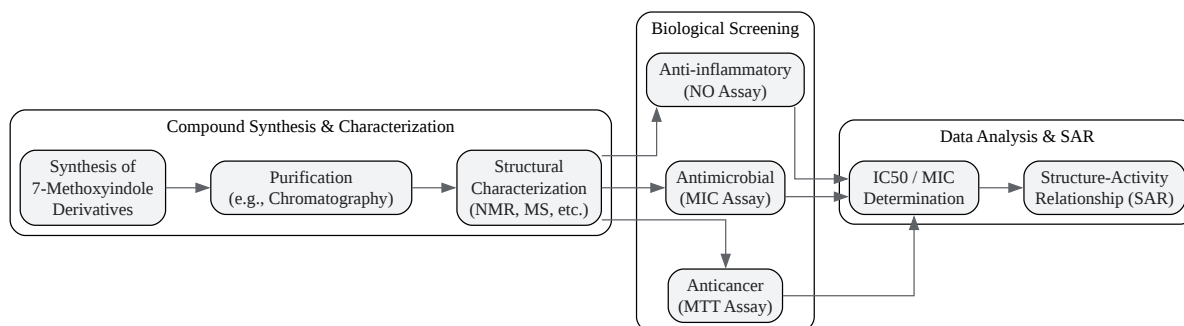 Compound Synthesis & Characterization
Synthesis of
7-Methoxyindole
Derivatives
Purification
(e.g., Chromatography)
Structural
Characterization
(NMR, MS, etc.)
Biological Screening
Anti-inflammatory
(NO Assay)
Antimicrobial
(MIC Assay)
Anticancer
(MTT Assay)
Data Analysis & SAR
IC50 / MIC
Determination
Structure-Activity
Relationship (SAR)